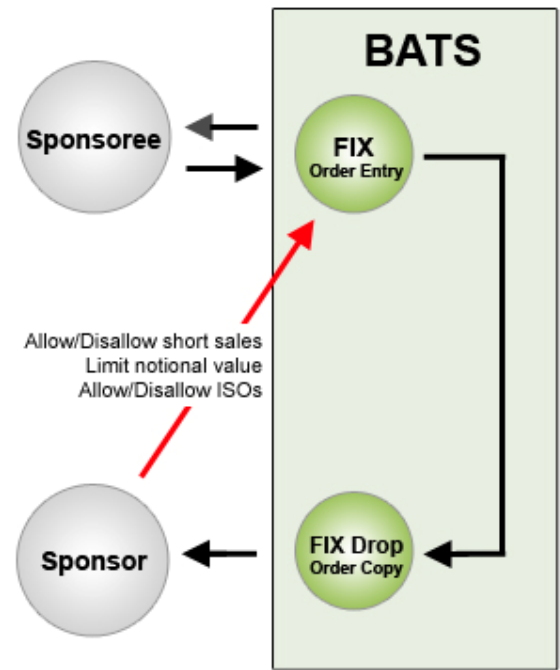 BATS
Sponsoree
FIX
Order Entry
Allow/Disallow short sales
Limit notional value
Allow/Disallow ISOs
Sponsor
FIX Drop
Order Copy